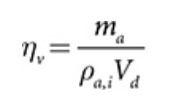 η_v = m_a / (ρ_{a,i} V_d)